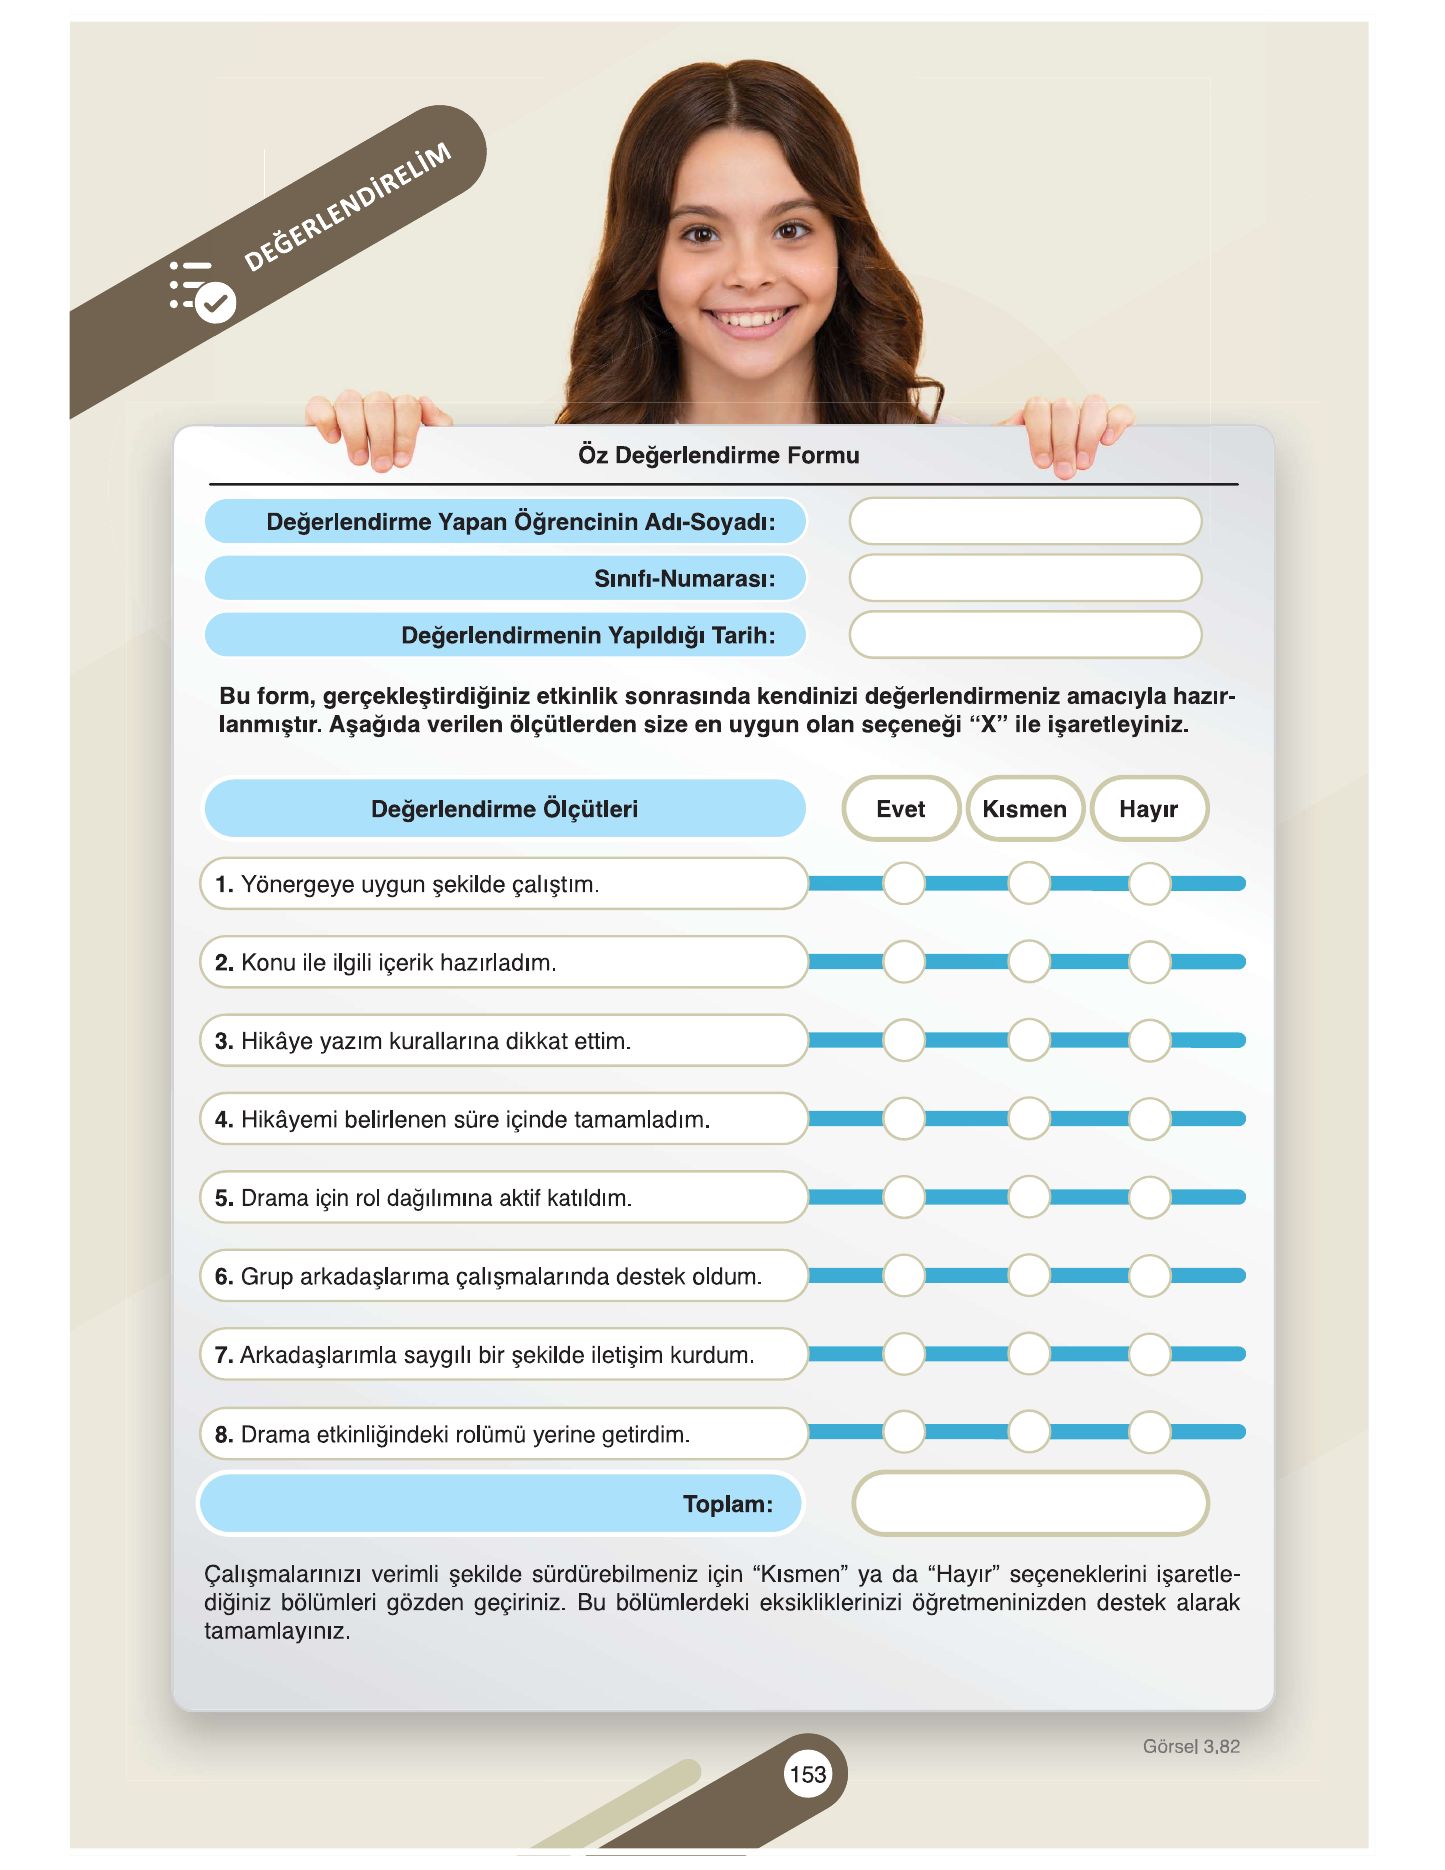 DEĞERLENDİRELİM
Öz Değerlendirme Formu
Değerlendirme Yapan Öğrencinin Adı-Soyadı:
Sınıfı-Numarası:
Değerlendirmenin Yapıldığı Tarih:
Bu form, gerçekleştirdiğiniz etkinlik sonrasında kendinizi değerlendirmeniz amacıyla hazır-
lanmıştır. Aşağıda verilen ölçütlerden size en uygun olan seçeneği “X” ile işaretleyiniz.
Değerlendirme Ölçütleri Evet Kısmen Hayır
1. Yönergeye uygun şekilde çalıştım.
2. Konu ile ilgili içerik hazırladım.
3. Hikâye yazım kurallarına dikkat ettim.
4. Hikâyemi belirlenen süre içinde tamamladım.
5. Drama için rol dağılımına aktif katıldım.
6. Grup arkadaşlarıma çalışmalarında destek oldum.
7. Arkadaşlarımla saygılı bir şekilde iletişim kurdum.
8. Drama etkinliğindeki rolümü yerine getirdim.
Toplam:
Çalışmalarınızı verimli şekilde sürdürebilmeniz için “Kısmen” ya da “Hayır” seçeneklerini işaretle-
diğiniz bölümleri gözden geçiriniz. Bu bölümlerdeki eksikliklerinizi öğretmeninizden destek alarak
tamamlayınız.
Görsel 3.82
153